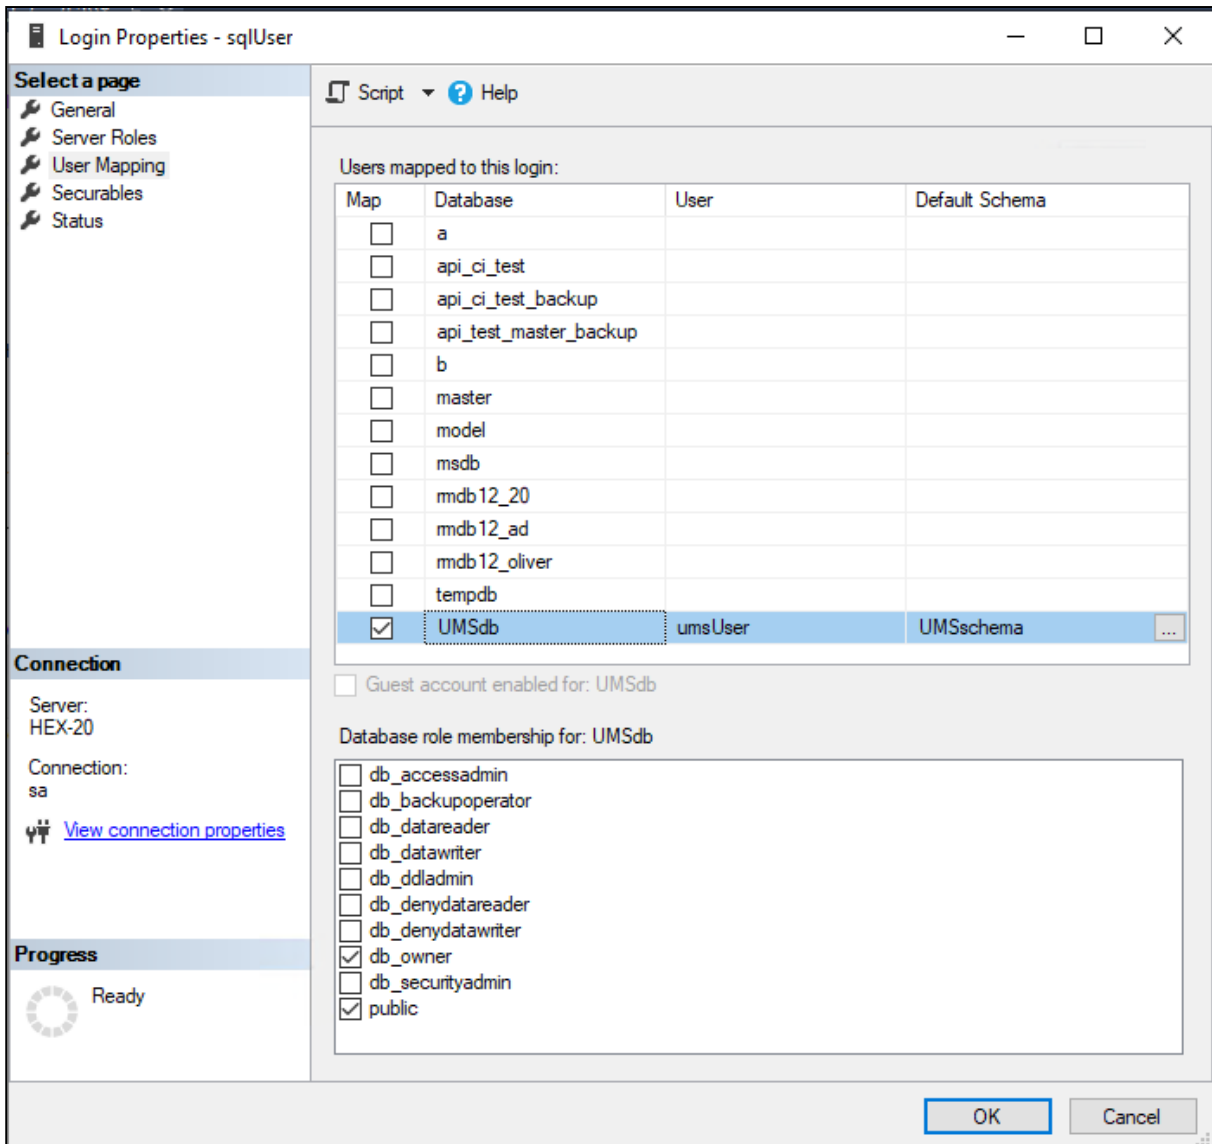 Login Properties - sqlUser
Select a page
General
Server Roles
User Mapping
Securables
Status
Script
Help
Users mapped to this login:
Map Database User Default Schema
a
api_ci_test
api_ci_test_backup
api_test_master_backup
b
master
model
msdb
rmdb12_20
rmdb12_ad
rmdb12_oliver
tempdb
UMSdb umsUser UMSschema ...
Guest account enabled for: UMSdb
Database role membership for: UMSdb
db_accessadmin
db_backupoperator
db_datareader
db_datawriter
db_ddladmin
db_denydatareader
db_denydatawriter
db_owner
db_securityadmin
public
Connection
Server:
HEX-20
Connection:
sa
View connection properties
Progress
Ready
OK Cancel